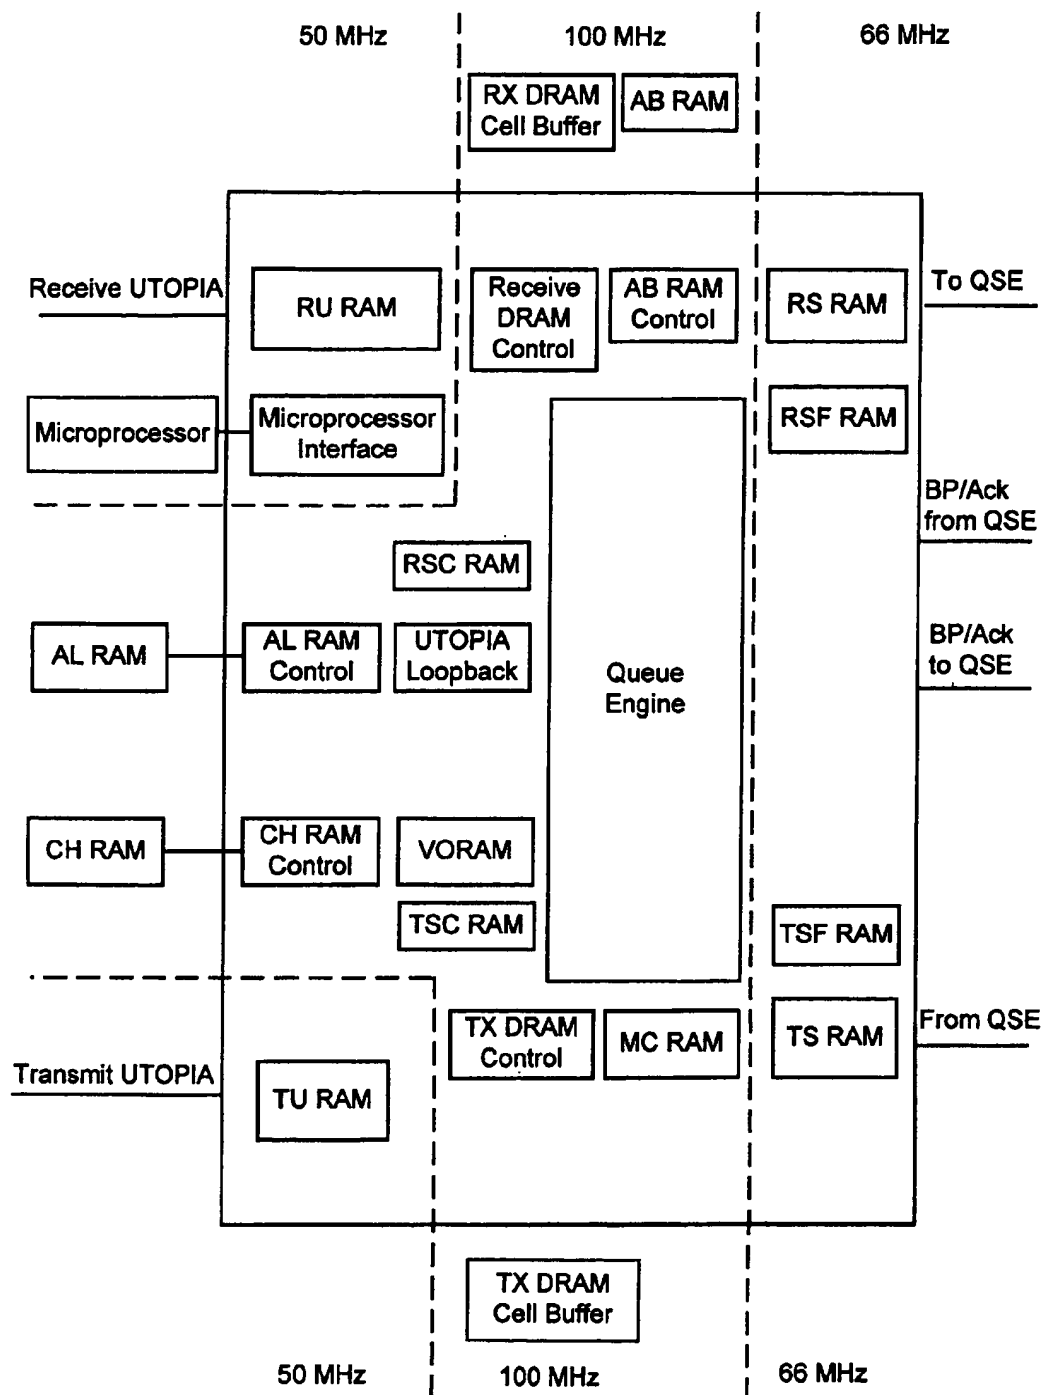 50 MHz
100 MHz
66 MHz
RX DRAM
Cell Buffer
AB RAM
Receive UTOPIA
RU RAM
Receive
DRAM
Control
AB RAM
Control
RS RAM
To QSE
Microprocessor
Microprocessor
Interface
RSF RAM
BP/Ack
from QSE
RSC RAM
AL RAM
AL RAM
Control
UTOPIA
Loopback
Queue
Engine
BP/Ack
to QSE
CH RAM
CH RAM
Control
VORAM
TSC RAM
TSF RAM
Transmit UTOPIA
TU RAM
TX DRAM
Control
MC RAM
TS RAM
From QSE
TX DRAM
Cell Buffer
50 MHz
100 MHz
66 MHz